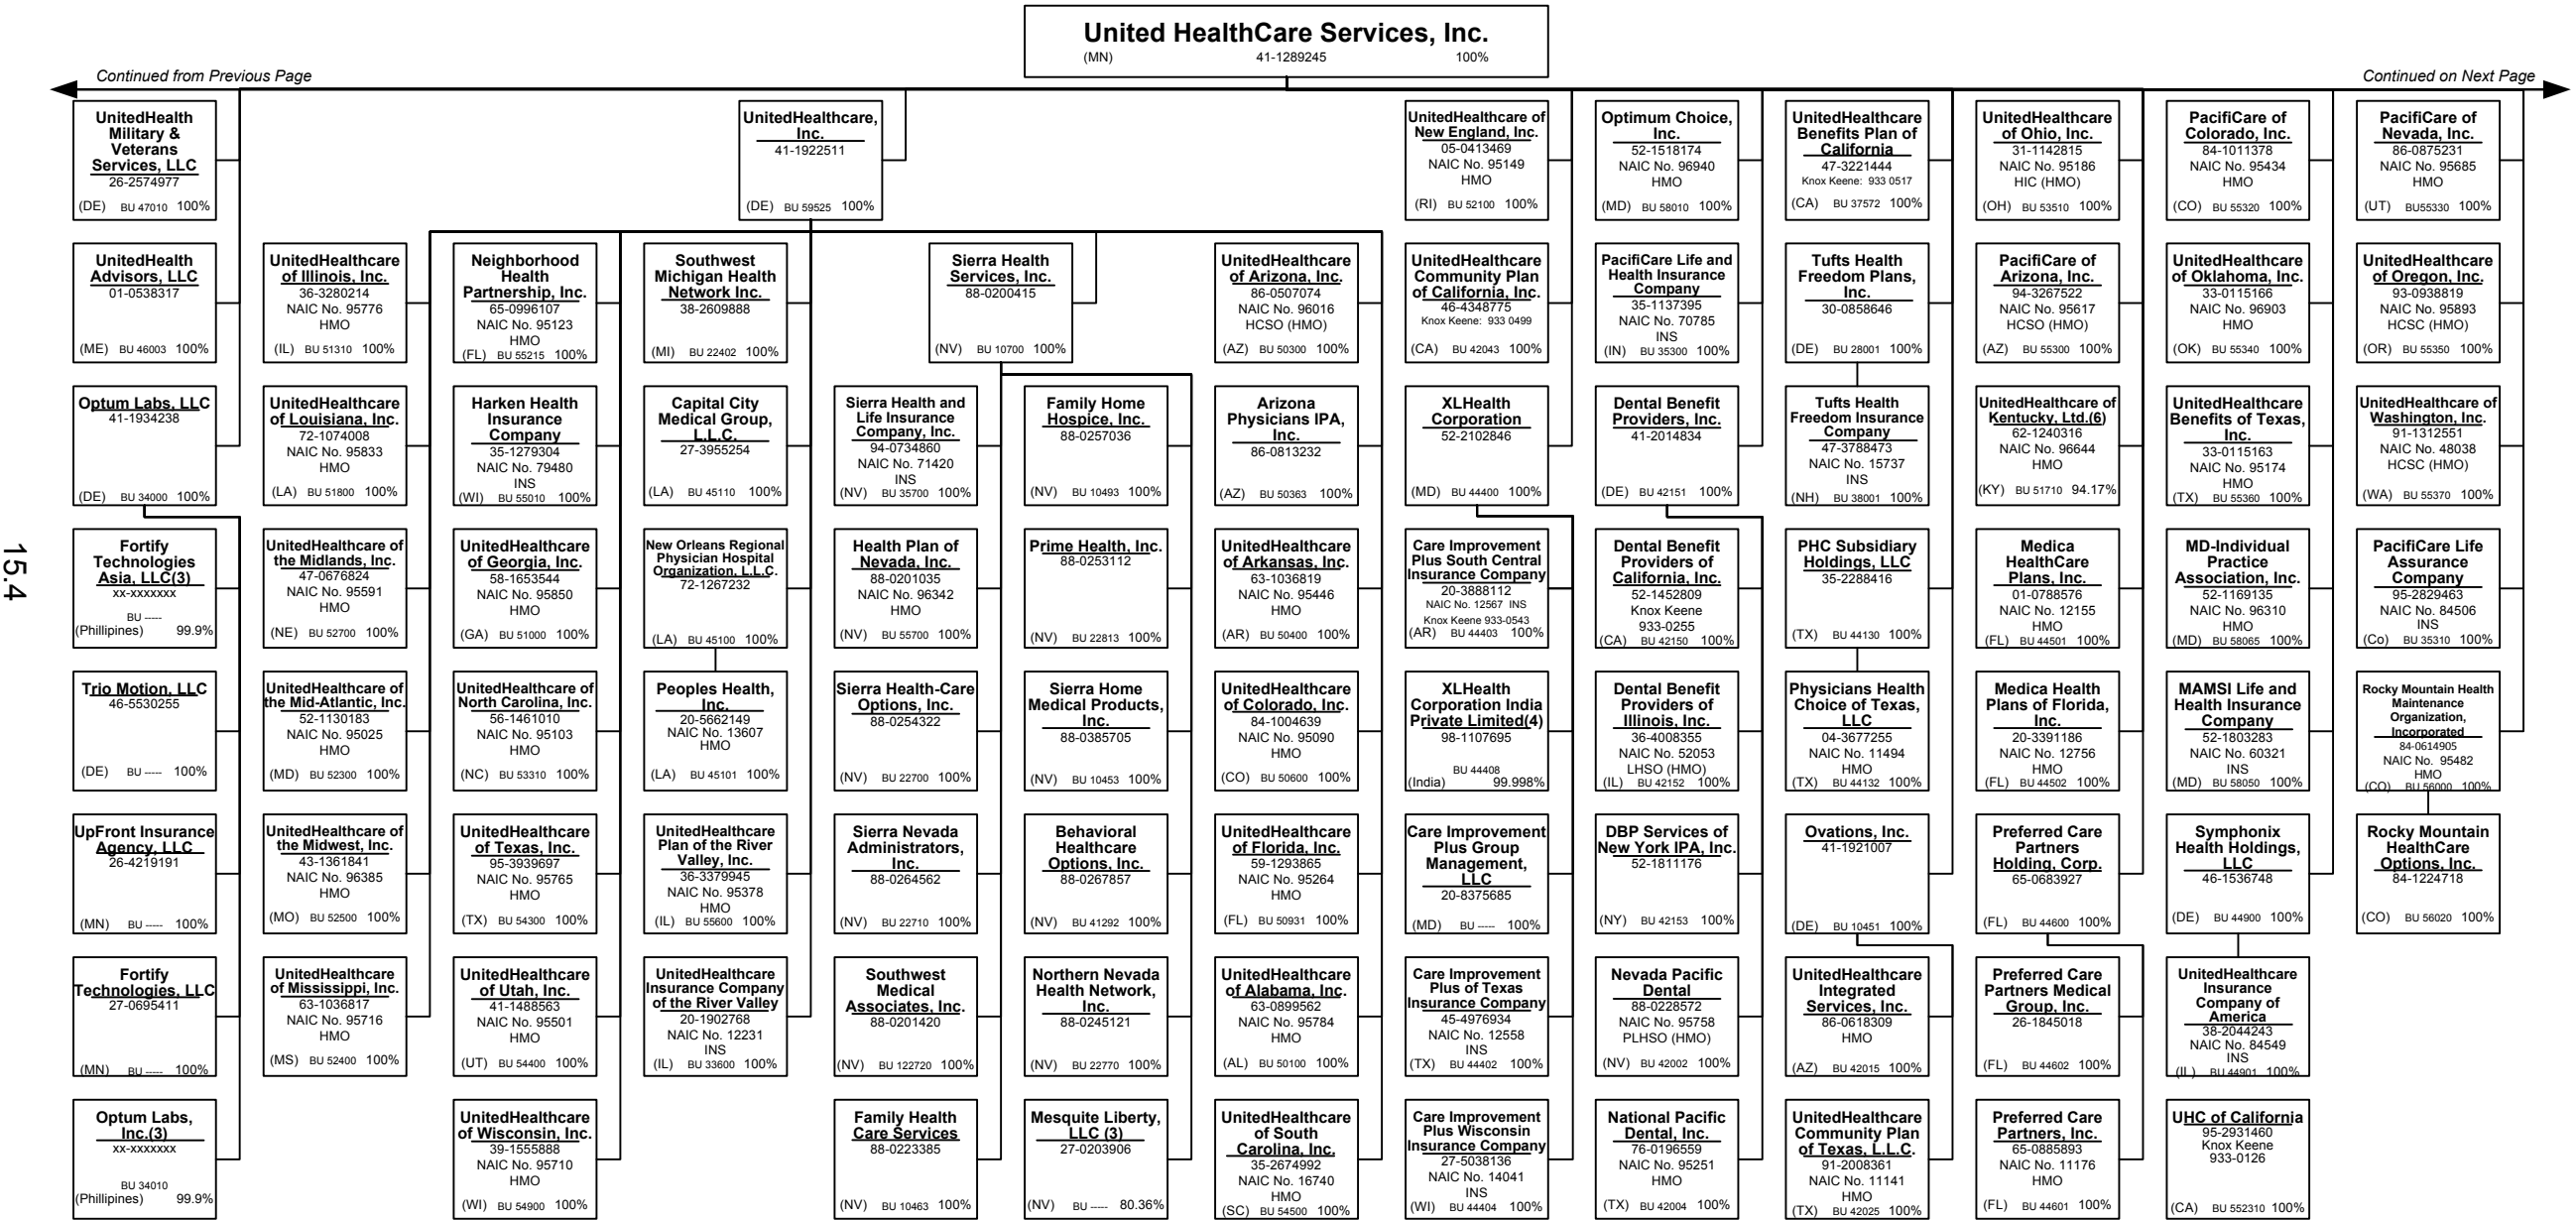 United HealthCare Services, Inc.
(MN) 41-1289245 100%
Continued from Previous Page
Continued on Next Page
UnitedHealth
Military &
Veterans
Services, LLC
26-2574977
(DE) BU 47010 100%
UnitedHealthcare,
Inc.
41-1922511
(DE) BU 59525 100%
UnitedHealthcare of
New England, Inc.
05-0413469
NAIC No. 95149
HMO
(RI) BU 52100 100%
Optimum Choice,
Inc.
52-1518174
NAIC No. 96940
HMO
(MD) BU 58010 100%
UnitedHealthcare
Benefits Plan of
California
47-3221444
Knox Keene: 933 0517
(CA) BU 37572 100%
UnitedHealthcare
of Ohio, Inc.
31-1142815
NAIC No. 95186
HIC (HMO)
(OH) BU 53510 100%
PacifiCare of
Colorado, Inc.
84-1011378
NAIC No. 95434
HMO
(CO) BU 55320 100%
PacifiCare of
Nevada, Inc.
86-0875231
NAIC No. 95685
HMO
(UT) BU55330 100%
UnitedHealth
Advisors, LLC
01-0538317
(ME) BU 46003 100%
UnitedHealthcare
of Illinois, Inc.
36-3280214
NAIC No. 95776
HMO
(IL) BU 51310 100%
Neighborhood
Health
Partnership, Inc.
65-0996107
NAIC No. 95123
HMO
(FL) BU 55215 100%
Southwest
Michigan Health
Network Inc.
38-2609888
(MI) BU 22402 100%
Sierra Health
Services, Inc.
88-0200415
(NV) BU 10700 100%
UnitedHealthcare
of Arizona, Inc.
86-0507074
NAIC No. 96016
HCSO (HMO)
(AZ) BU 50300 100%
UnitedHealthcare
Community Plan
of California, Inc.
46-4348775
Knox Keene: 933 0499
(CA) BU 42043 100%
PacifiCare Life and
Health Insurance
Company
35-1137395
NAIC No. 70785
INS
(IN) BU 35300 100%
Tufts Health
Freedom Plans,
Inc.
30-0858646
(DE) BU 28001 100%
PacifiCare of
Arizona, Inc.
94-3267522
NAIC No. 95617
HCSO (HMO)
(AZ) BU 55300 100%
UnitedHealthcare
of Oklahoma, Inc.
33-0115166
NAIC No. 96903
HMO
(OK) BU 55340 100%
UnitedHealthcare
of Oregon, Inc.
93-0938819
NAIC No. 95893
HCSC (HMO)
(OR) BU 55350 100%
Optum Labs, LLC
41-1934238
(DE) BU 34000 100%
UnitedHealthcare
of Louisiana, Inc.
72-1074008
NAIC No. 95833
HMO
(LA) BU 51800 100%
Harken Health
Insurance
Company
35-1279304
NAIC No. 79480
INS
(WI) BU 55010 100%
Capital City
Medical Group,
L.L.C.
27-3955254
(LA) BU 45110 100%
Sierra Health and
Life Insurance
Company, Inc.
94-0734860
NAIC No. 71420
INS
(NV) BU 35700 100%
Family Home
Hospice, Inc.
88-0257036
(NV) BU 10493 100%
Arizona
Physicians IPA,
Inc.
86-0813232
(AZ) BU 50363 100%
XLHealth
Corporation
52-2102846
(MD) BU 44400 100%
Dental Benefit
Providers, Inc.
41-2014834
(DE) BU 42151 100%
Tufts Health
Freedom Insurance
Company
47-3788473
NAIC No. 15737
INS
(NH) BU 38001 100%
UnitedHealthcare of
Kentucky, Ltd.(6)
62-1240316
NAIC No. 96644
HMO
(KY) BU 51710 94.17%
UnitedHealthcare
Benefits of Texas,
Inc.
33-0115163
NAIC No. 95174
HMO
(TX) BU 55360 100%
UnitedHealthcare of
Washington, Inc.
91-1312551
NAIC No. 48038
HCSC (HMO)
(WA) BU 55370 100%
15.4
Fortify
Technologies
Asia, LLC(3)
xx-xxxxxxx
BU -----
(Phillipines) 99.9%
UnitedHealthcare of
the Midlands, Inc.
47-0676824
NAIC No. 95591
HMO
(NE) BU 52700 100%
UnitedHealthcare
of Georgia, Inc.
58-1653544
NAIC No. 95850
HMO
(GA) BU 51000 100%
New Orleans Regional
Physician Hospital
Organization, L.L.C.
72-1267232
(LA) BU 45100 100%
Health Plan of
Nevada, Inc.
88-0201035
NAIC No. 96342
HMO
(NV) BU 55700 100%
Prime Health, Inc.
88-0253112
(NV) BU 22813 100%
UnitedHealthcare
of Arkansas, Inc.
63-1036819
NAIC No. 95446
HMO
(AR) BU 50400 100%
Care Improvement
Plus South Central
Insurance Company
20-3888112
NAIC No. 12567 INS
Knox Keene 933-0543
(AR) BU 44403 100%
Dental Benefit
Providers of
California, Inc.
52-1452809
Knox Keene
933-0255
(CA) BU 42150 100%
PHC Subsidiary
Holdings, LLC
35-2288416
(TX) BU 44130 100%
Medica
HealthCare
Plans, Inc.
01-0788576
NAIC No. 12155
HMO
(FL) BU 44501 100%
MD-Individual
Practice
Association, Inc.
52-1169135
NAIC No. 96310
HMO
(MD) BU 58065 100%
PacifiCare Life
Assurance
Company
95-2829463
NAIC No. 84506
INS
(Co) BU 35310 100%
Trio Motion, LLC
46-5530255
(DE) BU ----- 100%
UnitedHealthcare of
the Mid-Atlantic, Inc.
52-1130183
NAIC No. 95025
HMO
(MD) BU 52300 100%
UnitedHealthcare of
North Carolina, Inc.
56-1461010
NAIC No. 95103
HMO
(NC) BU 53310 100%
Peoples Health,
Inc.
20-5662149
NAIC No. 13607
HMO
(LA) BU 45101 100%
Sierra Health-Care
Options, Inc.
88-0254322
(NV) BU 22700 100%
Sierra Home
Medical Products,
Inc.
88-0385705
(NV) BU 10453 100%
UnitedHealthcare
of Colorado, Inc.
84-1004639
NAIC No. 95090
HMO
(CO) BU 50600 100%
XLHealth
Corporation India
Private Limited(4)
98-1107695
BU 44408
(India) 99.998%
Dental Benefit
Providers of
Illinois, Inc.
36-4008355
NAIC No. 52053
LHSO (HMO)
(IL) BU 42152 100%
Physicians Health
Choice of Texas,
LLC
04-3677255
NAIC No. 11494
HMO
(TX) BU 44132 100%
Medica Health
Plans of Florida,
Inc.
20-3391186
NAIC No. 12756
HMO
(FL) BU 44502 100%
MAMSI Life and
Health Insurance
Company
52-1803283
NAIC No. 60321
INS
(MD) BU 58050 100%
Rocky Mountain Health
Maintenance
Organization,
Incorporated
84-0614905
NAIC No. 95482
HMO
(CO) BU 56000 100%
UpFront Insurance
Agency, LLC
26-4219191
(MN) BU ----- 100%
UnitedHealthcare of
the Midwest, Inc.
43-1361841
NAIC No. 96385
HMO
(MO) BU 52500 100%
UnitedHealthcare
of Texas, Inc.
95-3939697
NAIC No. 95765
HMO
(TX) BU 54300 100%
UnitedHealthcare
Plan of the River
Valley, Inc.
36-3379945
NAIC No. 95378
HMO
(IL) BU 55600 100%
Sierra Nevada
Administrators,
Inc.
88-0264562
(NV) BU 22710 100%
Behavioral
Healthcare
Options, Inc.
88-0267857
(NV) BU 41292 100%
UnitedHealthcare
of Florida, Inc.
59-1293865
NAIC No. 95264
HMO
(FL) BU 50931 100%
Care Improvement
Plus Group
Management,
LLC
20-8375685
(MD) BU ----- 100%
DBP Services of
New York IPA, Inc.
52-1811176
(NY) BU 42153 100%
Ovations, Inc.
41-1921007
(DE) BU 10451 100%
Preferred Care
Partners
Holding, Corp.
65-0683927
(FL) BU 44600 100%
Symphonix
Health Holdings,
LLC
46-1536748
(DE) BU 44900 100%
Rocky Mountain
HealthCare
Options, Inc.
84-1224718
(CO) BU 56020 100%
Fortify
Technologies, LLC
27-0695411
(MN) BU ----- 100%
UnitedHealthcare
of Mississippi, Inc.
63-1036817
NAIC No. 95716
HMO
(MS) BU 52400 100%
UnitedHealthcare
of Utah, Inc.
41-1488563
NAIC No. 95501
HMO
(UT) BU 54400 100%
UnitedHealthcare
Insurance Company
of the River Valley
20-1902768
NAIC No. 12231
INS
(IL) BU 33600 100%
Southwest
Medical
Associates, Inc.
88-0201420
(NV) BU 122720 100%
Northern Nevada
Health Network,
Inc.
88-0245121
(NV) BU 22770 100%
UnitedHealthcare
of Alabama, Inc.
63-0899562
NAIC No. 95784
HMO
(AL) BU 50100 100%
Care Improvement
Plus of Texas
Insurance Company
45-4976934
NAIC No. 12558
INS
(TX) BU 44402 100%
Nevada Pacific
Dental
88-0228572
NAIC No. 95758
PLHSO (HMO)
(NV) BU 42002 100%
UnitedHealthcare
Integrated
Services, Inc.
86-0618309
HMO
(AZ) BU 42015 100%
Preferred Care
Partners Medical
Group, Inc.
26-1845018
(FL) BU 44602 100%
UnitedHealthcare
Insurance
Company of
America
38-2044243
NAIC No. 84549
INS
(IL) BU 44901 100%
Optum Labs,
Inc.(3)
xx-xxxxxxx
BU 34010
(Phillipines) 99.9%
UnitedHealthcare
of Wisconsin, Inc.
39-1555888
NAIC No. 95710
HMO
(WI) BU 54900 100%
Family Health
Care Services
88-0223385
(NV) BU 10463 100%
Mesquite Liberty,
LLC (3)
27-0203906
(NV) BU ----- 80.36%
UnitedHealthcare
of South
Carolina, Inc.
35-2674992
NAIC No. 16740
HMO
(SC) BU 54500 100%
Care Improvement
Plus Wisconsin
Insurance Company
27-5038136
NAIC No. 14041
INS
(WI) BU 44404 100%
National Pacific
Dental, Inc.
76-0196559
NAIC No. 95251
HMO
(TX) BU 42004 100%
UnitedHealthcare
Community Plan
of Texas, L.L.C.
91-2008361
NAIC No. 11141
HMO
(TX) BU 42025 100%
Preferred Care
Partners, Inc.
65-0885893
NAIC No. 11176
HMO
(FL) BU 44601 100%
UHC of California
95-2931460
Knox Keene
933-0126
(CA) BU 552310 100%